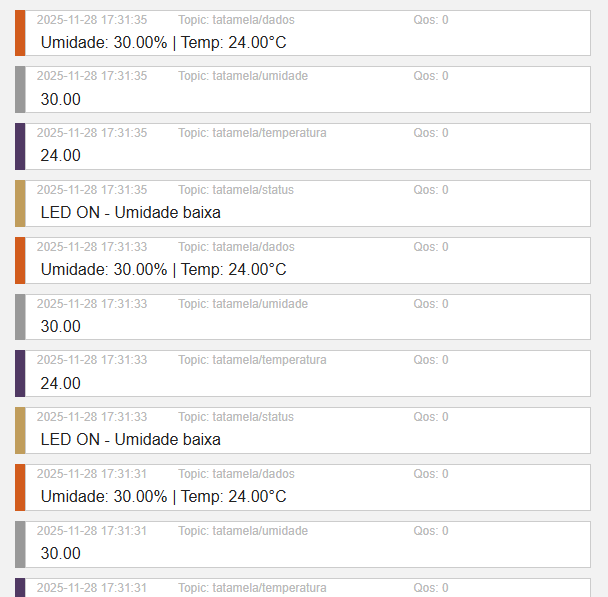 2025-11-28 17:31:35 Topic: tatamela/dados Qos: 0
Umidade: 30.00% | Temp: 24.00°C
2025-11-28 17:31:35 Topic: tatamela/umidade Qos: 0
30.00
2025-11-28 17:31:35 Topic: tatamela/temperatura Qos: 0
24.00
2025-11-28 17:31:35 Topic: tatamela/status Qos: 0
LED ON - Umidade baixa
2025-11-28 17:31:33 Topic: tatamela/dados Qos: 0
Umidade: 30.00% | Temp: 24.00°C
2025-11-28 17:31:33 Topic: tatamela/umidade Qos: 0
30.00
2025-11-28 17:31:33 Topic: tatamela/temperatura Qos: 0
24.00
2025-11-28 17:31:33 Topic: tatamela/status Qos: 0
LED ON - Umidade baixa
2025-11-28 17:31:31 Topic: tatamela/dados Qos: 0
Umidade: 30.00% | Temp: 24.00°C
2025-11-28 17:31:31 Topic: tatamela/umidade Qos: 0
30.00
2025-11-28 17:31:31 Topic: tatamela/temperatura Qos: 0